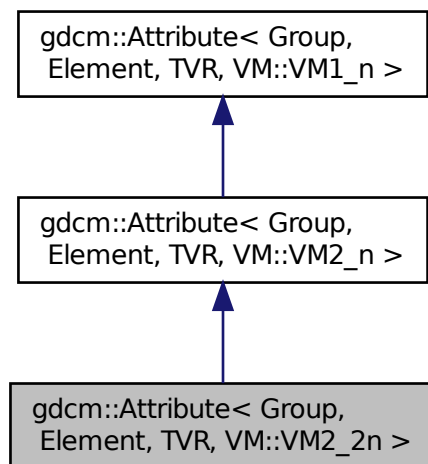 gdcm::Attribute< Group,
Element, TVR, VM::VM1_n >
gdcm::Attribute< Group,
Element, TVR, VM::VM2_n >
gdcm::Attribute< Group,
Element, TVR, VM::VM2_2n >